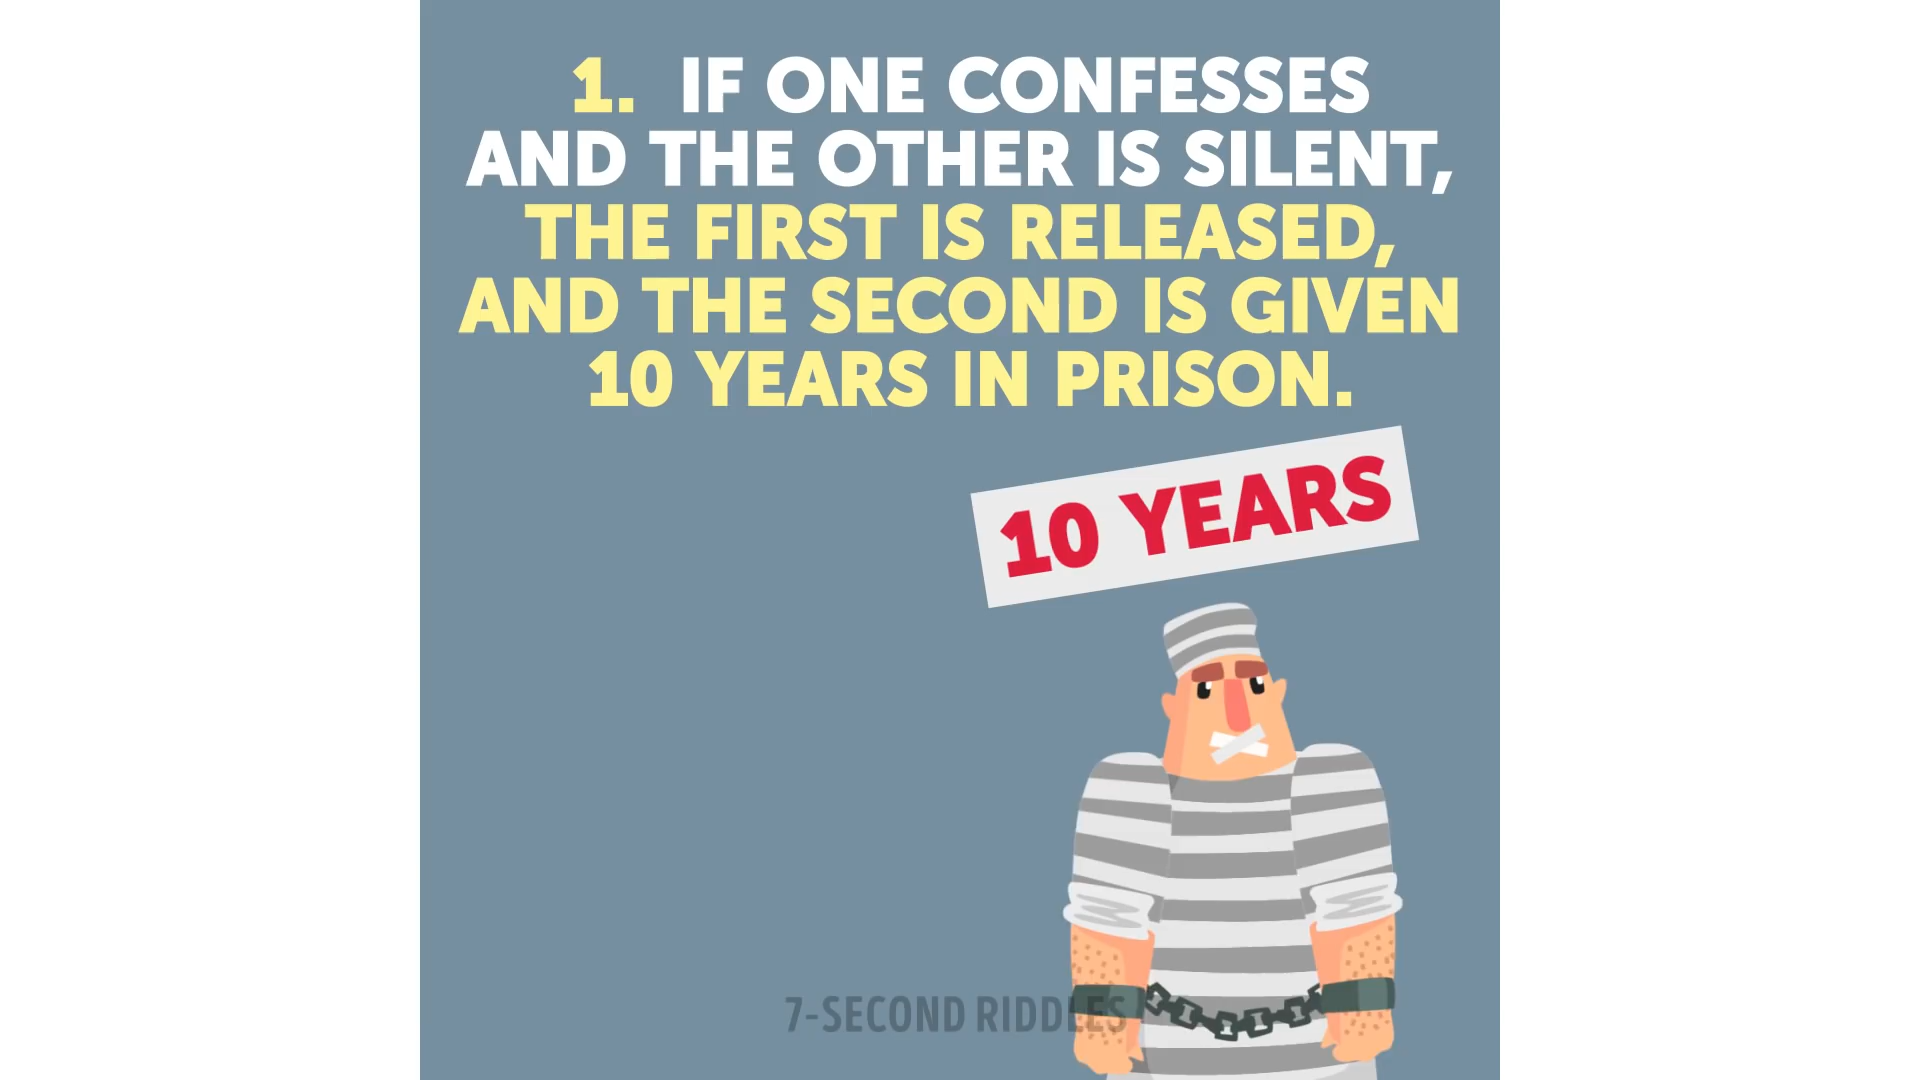 1. IF ONE CONFESSES
AND THE OTHER IS SILENT,
THE FIRST IS RELEASED,
AND THE SECOND IS GIVEN
10 YEARS IN PRISON.
10 YEARS
7-SECOND RIDDLES